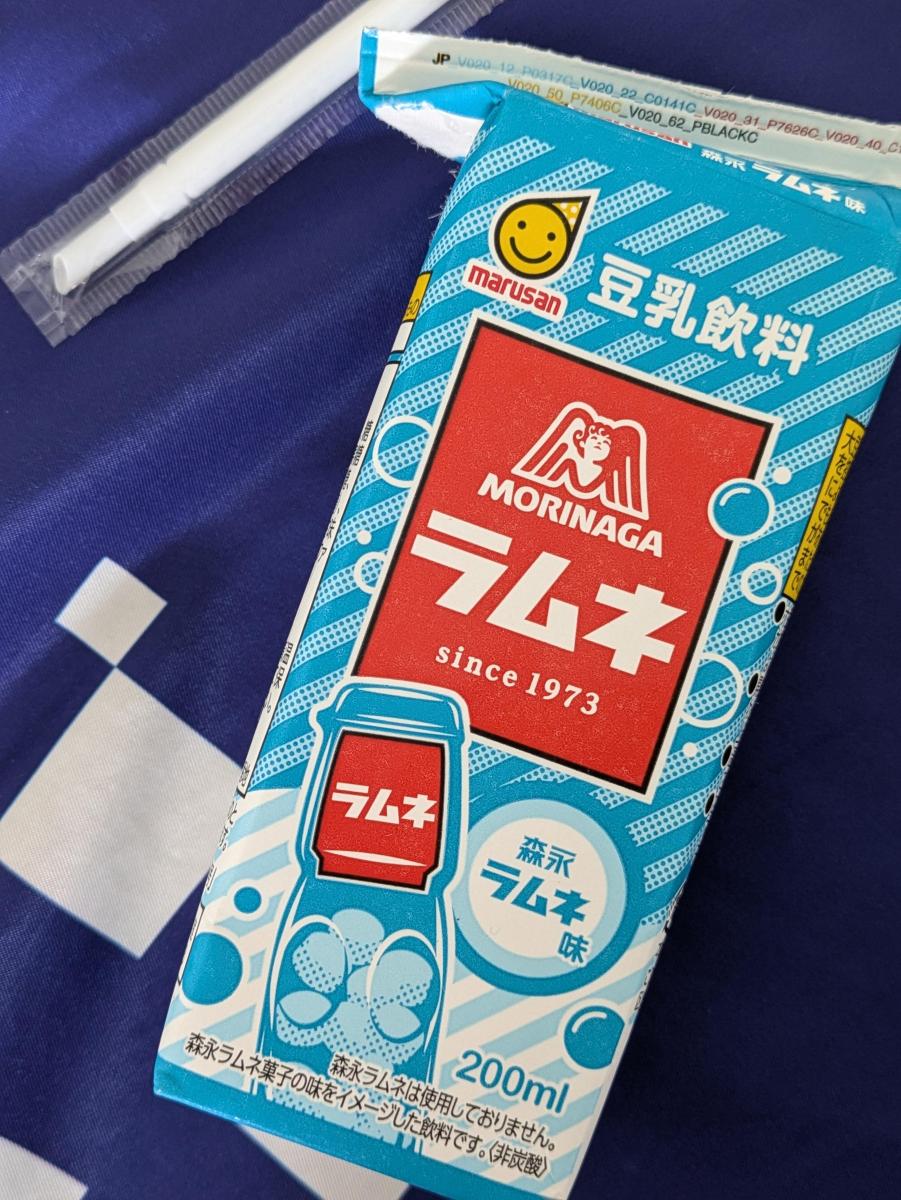 JP V020_12_P0317C_V020_22_C0141C_V020_31_P7626C_V020_40_C
V020_50_P7406C_V020_62_PBLACKC
森永 ラムネ 味
marusan
豆乳飲料
MORINAGA
ラムネ
since 1973
ラムネ
森永
ラムネ
味
200ml
森永ラムネは使用しておりません。
森永ラムネ菓子の味をイメージした飲料です。〈非炭酸〉